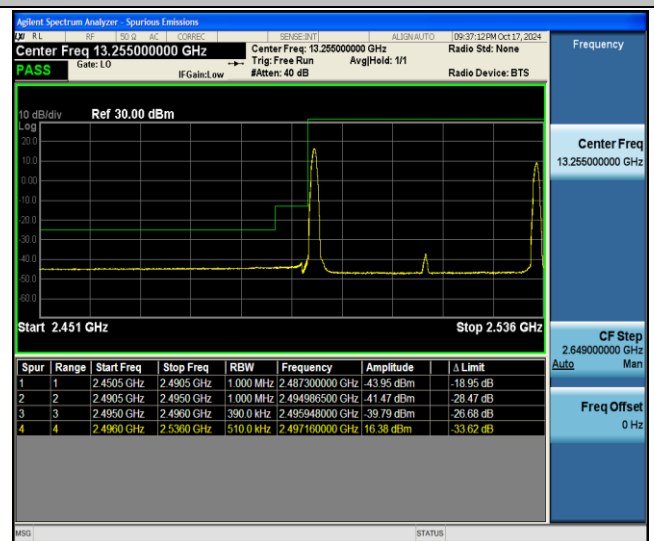 Agilent Spectrum Analyzer - Spurious Emissions
RL RF 50 Ω AC CORREC SENSE:INT ALIGN AUTO 09:37:12PM Oct 17, 2024
Center Freq 13.255000000 GHz Center Freq: 13.255000000 GHz Radio Std: None Frequency
Gate: LO Trig: Free Run Avg|Hold: 1/1
PASS IFGain:Low #Atten: 40 dB Radio Device: BTS
10 dB/div Ref 30.00 dBm
Log
20.0
10.0
0.00
-10.0
-20.0
-30.0
-40.0
-50.0
-60.0
Start 2.451 GHz Stop 2.536 GHz
Spur Range Start Freq Stop Freq RBW Frequency Amplitude Δ Limit
1 1 2.4505 GHz 2.4905 GHz 1.000 MHz 2.487300000 GHz -43.95 dBm -18.95 dB
2 2 2.4905 GHz 2.4950 GHz 1.000 MHz 2.494986500 GHz -41.47 dBm -28.47 dB
3 3 2.4950 GHz 2.4960 GHz 390.0 kHz 2.495948000 GHz -39.79 dBm -26.68 dB
4 4 2.4960 GHz 2.5360 GHz 510.0 kHz 2.497160000 GHz 16.38 dBm -33.62 dB
Center Freq
13.255000000 GHz
CF Step
2.649000000 GHz
Auto Man
Freq Offset
0 Hz
MSG STATUS